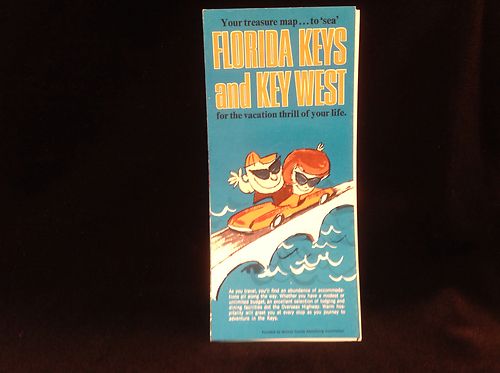 Your treasure map...to 'sea'
FLORIDA KEYS
and KEY WEST
for the vacation thrill of your life.
As you travel, you'll find an abundance of accommoda-
tions all along the way. Whether you have a modest or
unlimited budget, an excellent selection of lodging and
dining facilities dot the Overseas Highway. Warm hos-
pitality will greet you at every stop as you journey to
adventure in the Keys.